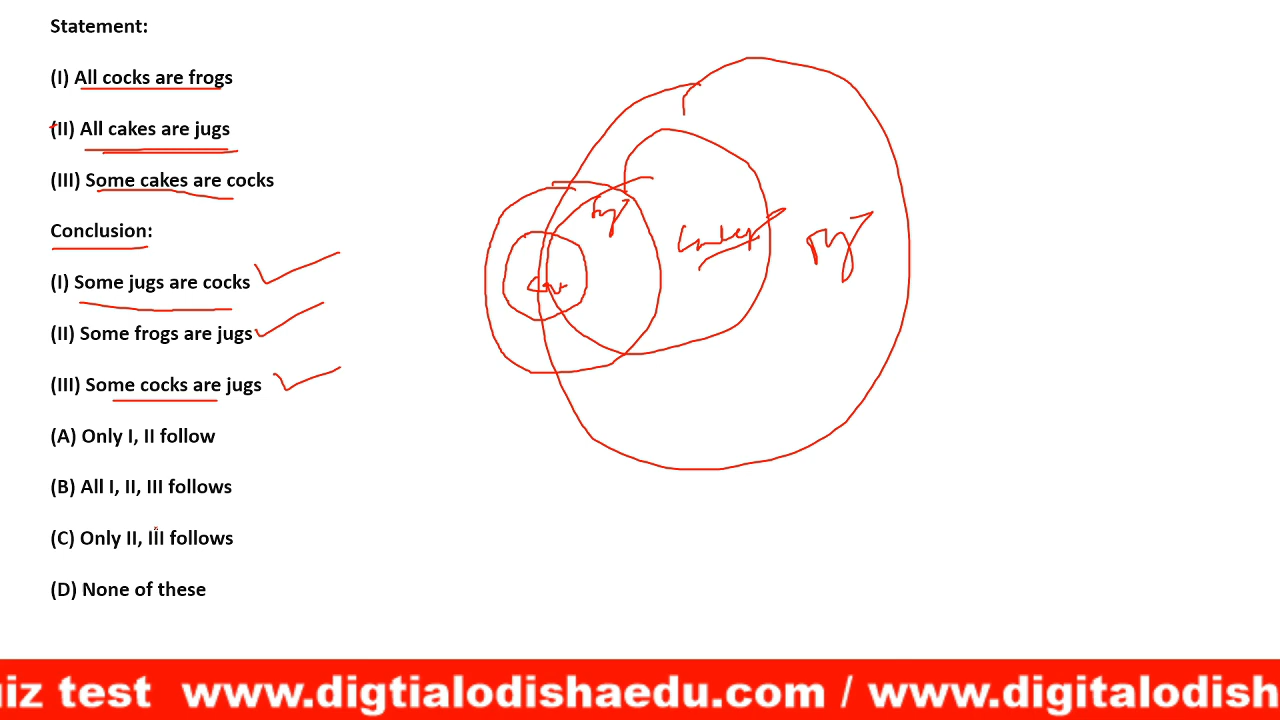 Statement:
(I) All cocks are frogs
(II) All cakes are jugs
(III) Some cakes are cocks
Conclusion:
(I) Some jugs are cocks
(II) Some frogs are jugs
(III) Some cocks are jugs
(A) Only I, II follow
(B) All I, II, III follows
(C) Only II, III follows
(D) None of these
uiz test www.digtialodishaedu.com / www.digitalodish